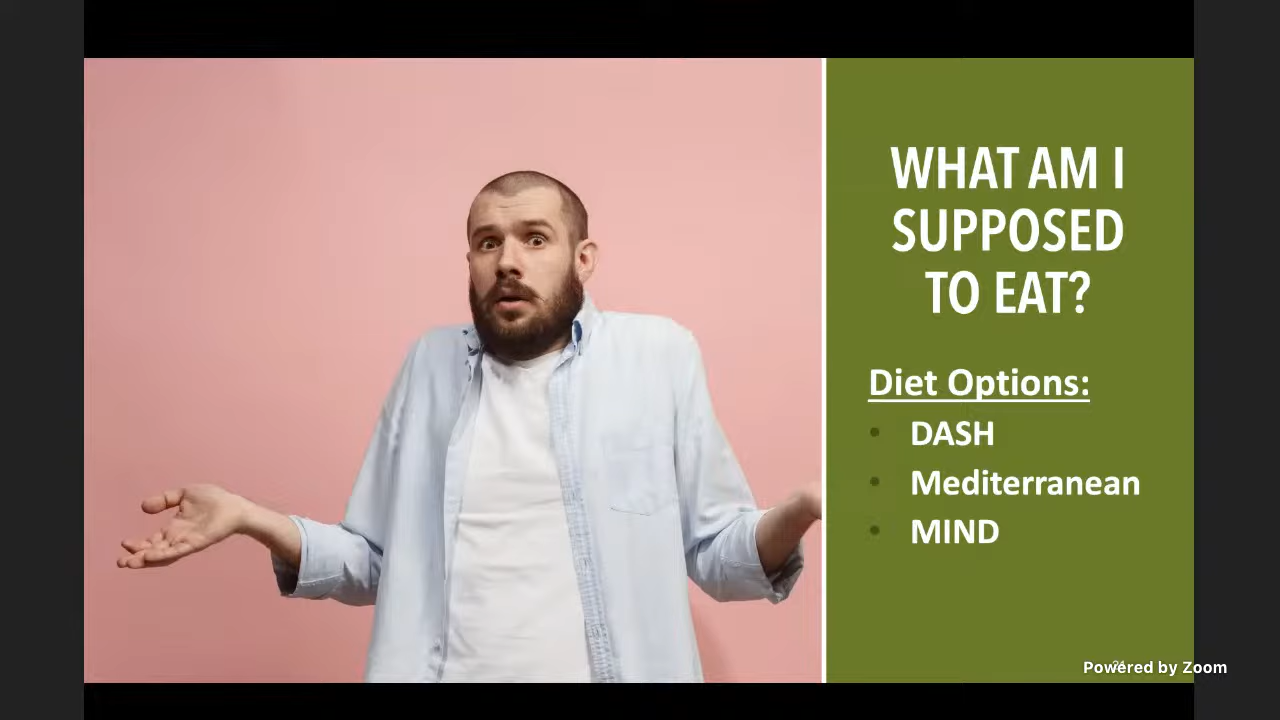 WHAT AM I
SUPPOSED
TO EAT?
Diet Options:
• DASH
• Mediterranean
• MIND
Powered by Zoom